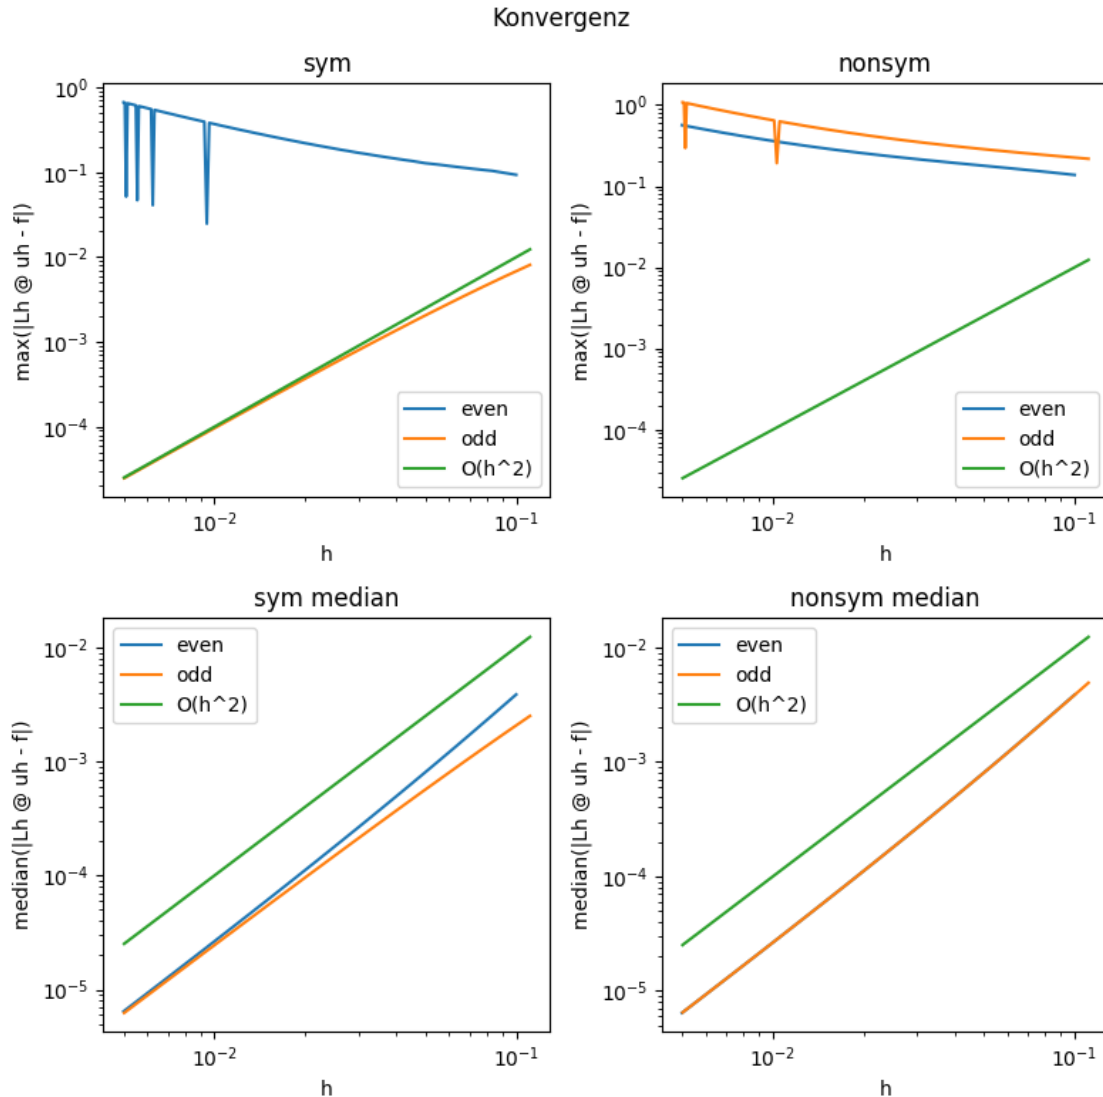 Konvergenz
sym
max(|Lh @ uh - f|)
10^0
10^-1
10^-2
10^-3
10^-4
even
odd
O(h^2)
10^-2
10^-1
h
nonsym
max(|Lh @ uh - f|)
10^0
10^-1
10^-2
10^-3
10^-4
even
odd
O(h^2)
10^-2
10^-1
h
sym median
median(|Lh @ uh - f|)
10^-2
10^-3
10^-4
10^-5
even
odd
O(h^2)
10^-2
10^-1
h
nonsym median
median(|Lh @ uh - f|)
10^-2
10^-3
10^-4
10^-5
even
odd
O(h^2)
10^-2
10^-1
h